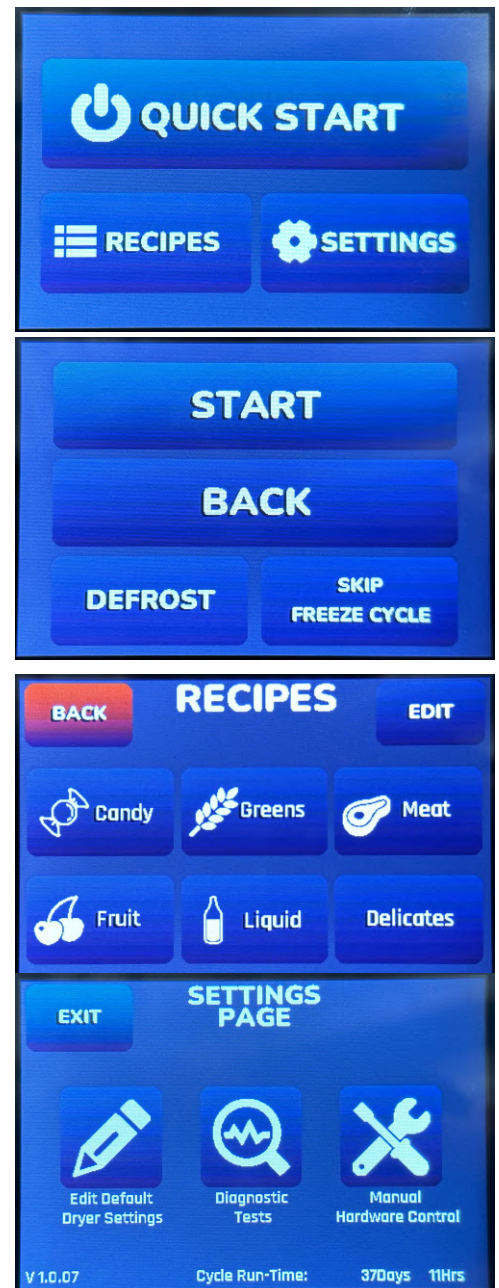 QUICK START
RECIPES SETTINGS
START
BACK
DEFROST SKIP
FREEZE CYCLE
BACK RECIPES EDIT
Candy Greens Meat
Fruit Liquid Delicates
EXIT SETTINGS
PAGE
Edit Default Diagnostic Manual
Dryer Settings Tests Hardware Control
V 1.0.07 Cycle Run-Time: 37Days 11Hrs